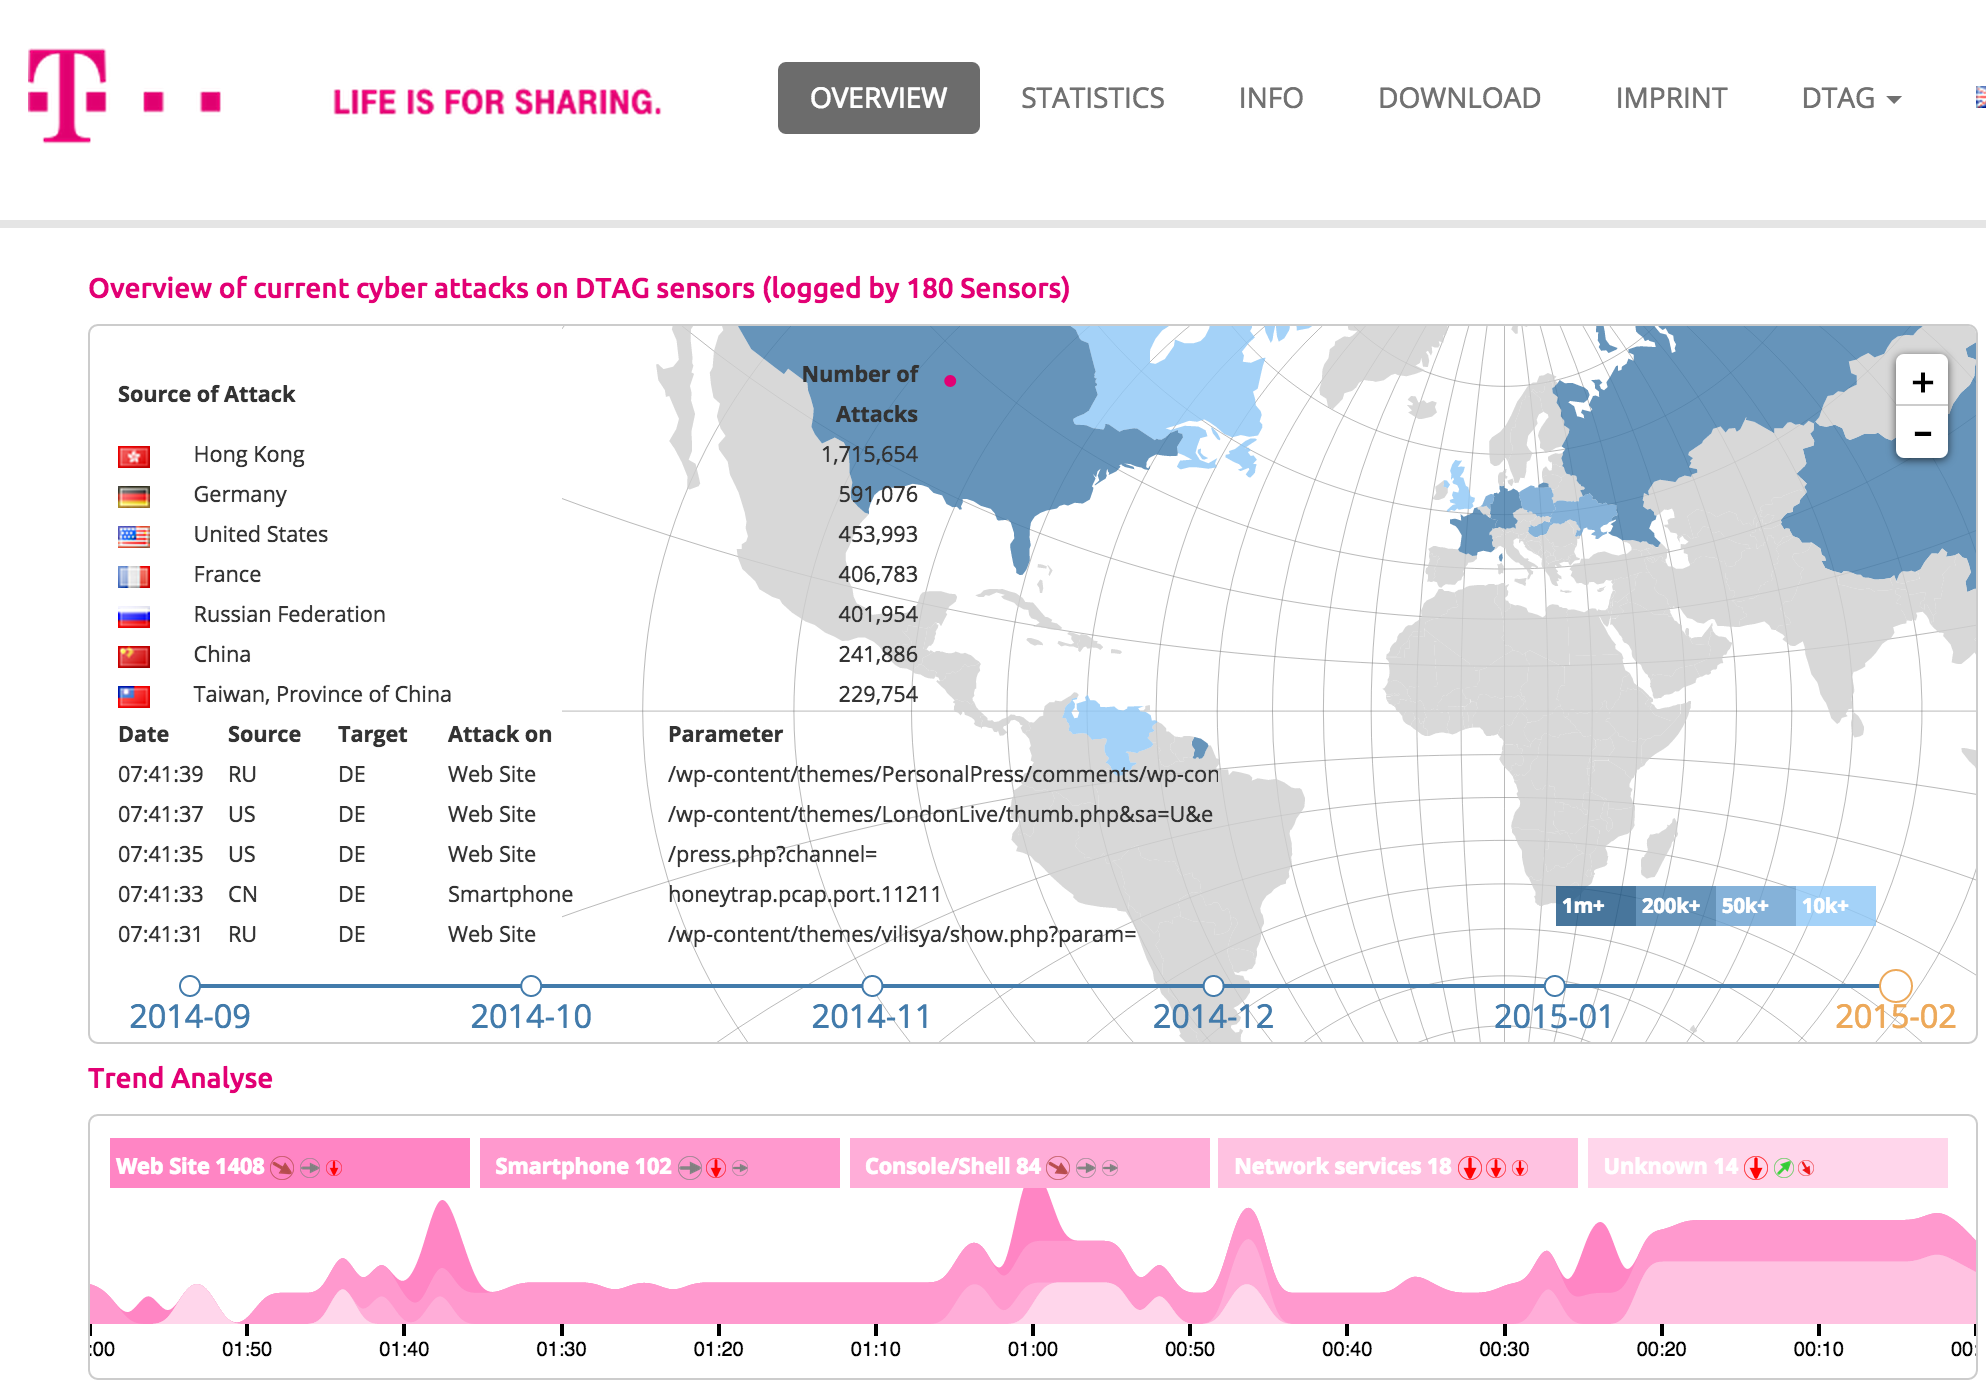 T
LIFE IS FOR SHARING.
OVERVIEW STATISTICS INFO DOWNLOAD IMPRINT DTAG
Overview of current cyber attacks on DTAG sensors (logged by 180 Sensors)
Source of Attack Number of Attacks
Hong Kong 1,715,654
Germany 591,076
United States 453,993
France 406,783
Russian Federation 401,954
China 241,886
Taiwan, Province of China 229,754
Date Source Target Attack on Parameter
07:41:39 RU DE Web Site /wp-content/themes/PersonalPress/comments/wp-con
07:41:37 US DE Web Site /wp-content/themes/LondonLive/thumb.php&sa=U&e
07:41:35 US DE Web Site /press.php?channel=
07:41:33 CN DE Smartphone honeytrap.pcap.port.11211
07:41:31 RU DE Web Site /wp-content/themes/vilisya/show.php?param=
+
−
1m+ 200k+ 50k+ 10k+
2014-09 2014-10 2014-11 2014-12 2015-01 2015-02
Trend Analyse
Web Site 1408 Smartphone 102 Console/Shell 84 Network services 18 Unknown 14
:00 01:50 01:40 01:30 01:20 01:10 01:00 00:50 00:40 00:30 00:20 00:10 00: